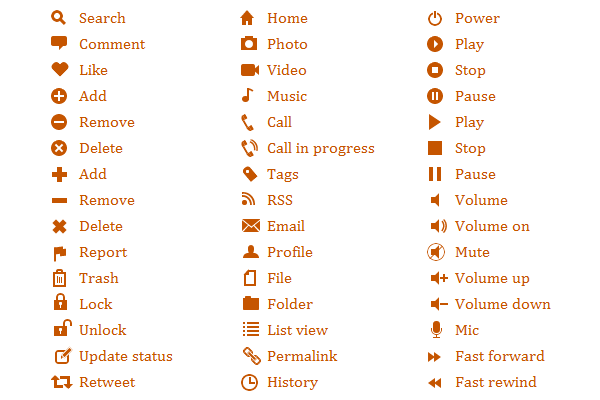 Search
Comment
Like
Add
Remove
Delete
Add
Remove
Delete
Report
Trash
Lock
Unlock
Update status
Retweet
Home
Photo
Video
Music
Call
Call in progress
Tags
RSS
Email
Profile
File
Folder
List view
Permalink
History
Power
Play
Stop
Pause
Play
Stop
Pause
Volume
Volume on
Mute
Volume up
Volume down
Mic
Fast forward
Fast rewind